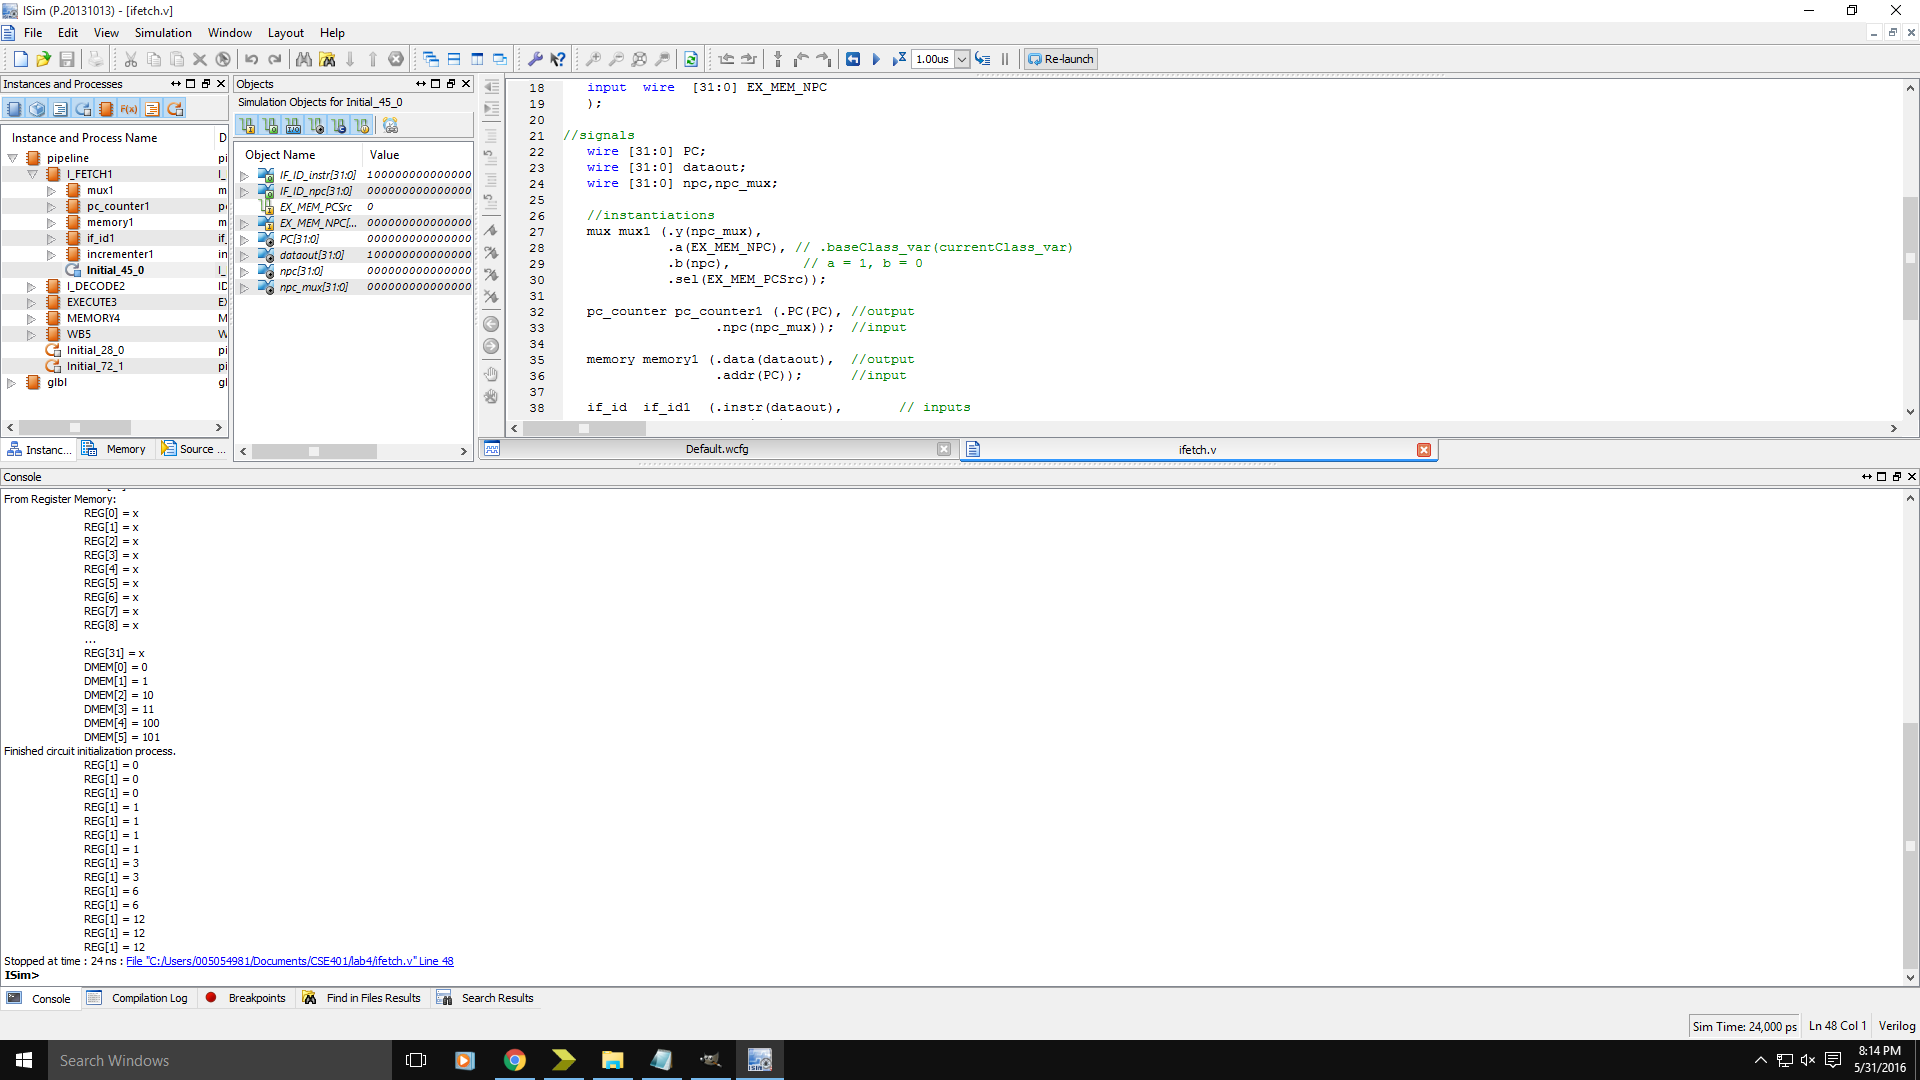 ISim (P.20131013) - [ifetch.v]
File Edit View Simulation Window Layout Help
1.00us Re-launch
Instances and Processes
Instance and Process Name D
pipeline pi
I_FETCH1 I_
mux1 m
pc_counter1
memory1 m
if_id1 if_
incrementer1 in
Initial_45_0 I_
I_DECODE2 ID
EXECUTE3
MEMORY4 M
WB5
Initial_28_0 pi
Initial_72_1 pi
glbl gl
Instanc... Memory Source ...
Objects
Simulation Objects for Initial_45_0
Object Name Value
IF_ID_instr[31:0] 1000000000000000
IF_ID_npc[31:0] 0000000000000000
EX_MEM_PCSrc 0
EX_MEM_NPC[... 0000000000000000
PC[31:0] 0000000000000000
dataout[31:0] 1000000000000000
npc[31:0] 0000000000000000
npc_mux[31:0] 0000000000000000
18 input wire [31:0] EX_MEM_NPC
19 );
20
21 //signals
22 wire [31:0] PC;
23 wire [31:0] dataout;
24 wire [31:0] npc,npc_mux;
25
26 //instantiations
27 mux mux1 (.y(npc_mux),
28 .a(EX_MEM_NPC), // .baseClass_var(currentClass_var)
29 .b(npc), // a = 1, b = 0
30 .sel(EX_MEM_PCSrc));
31
32 pc_counter pc_counter1 (.PC(PC), //output
33 .npc(npc_mux)); //input
34
35 memory memory1 (.data(dataout), //output
36 .addr(PC)); //input
37
38 if_id if_id1 (.instr(dataout), // inputs
Default.wcfg ifetch.v
Console
From Register Memory:
REG[0] = x
REG[1] = x
REG[2] = x
REG[3] = x
REG[4] = x
REG[5] = x
REG[6] = x
REG[7] = x
REG[8] = x
...
REG[31] = x
DMEM[0] = 0
DMEM[1] = 1
DMEM[2] = 10
DMEM[3] = 11
DMEM[4] = 100
DMEM[5] = 101
Finished circuit initialization process.
REG[1] = 0
REG[1] = 0
REG[1] = 0
REG[1] = 1
REG[1] = 1
REG[1] = 1
REG[1] = 1
REG[1] = 3
REG[1] = 3
REG[1] = 6
REG[1] = 6
REG[1] = 12
REG[1] = 12
REG[1] = 12
Stopped at time : 24 ns : File "C:/Users/005054981/Documents/CSE401/lab4/ifetch.v" Line 48
ISim>
Console Compilation Log Breakpoints Find in Files Results Search Results
Sim Time: 24,000 ps Ln 48 Col 1 Verilog
Search Windows
8:14 PM
5/31/2016